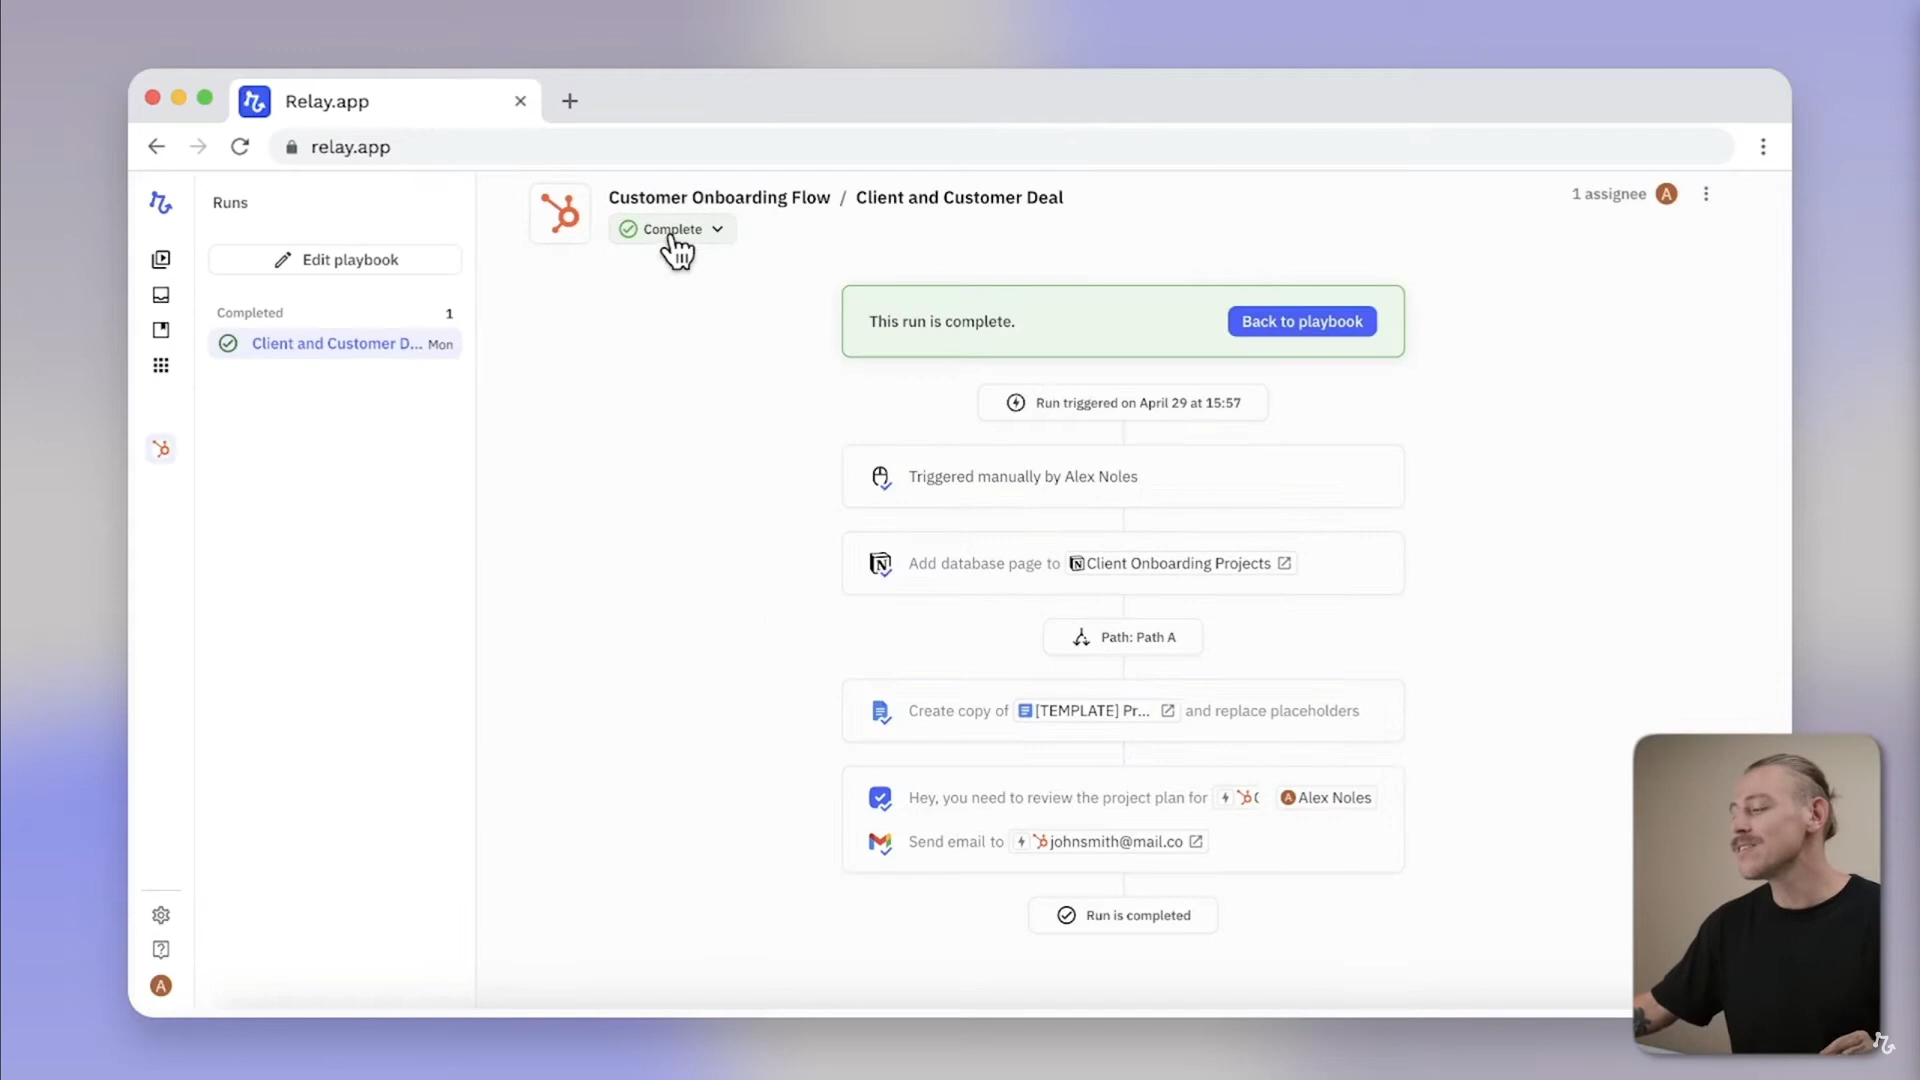 Relay.app
relay.app
Runs
Edit playbook
Completed 1
Client and Customer D... Mon
A
Customer Onboarding Flow / Client and Customer Deal
Complete
1 assignee A
This run is complete.
Back to playbook
Run triggered on April 29 at 15:57
Triggered manually by Alex Noles
Add database page to Client Onboarding Projects
Path: Path A
Create copy of [TEMPLATE] Pr... and replace placeholders
Hey, you need to review the project plan for A Alex Noles
Send email to johnsmith@mail.co
Run is completed